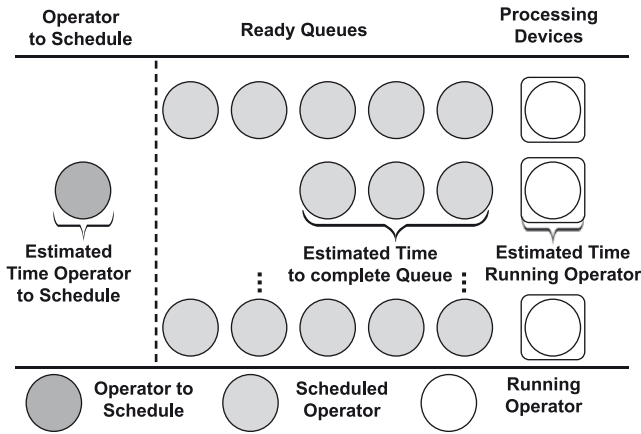 Operator
to Schedule
Ready Queues
Processing
Devices
Estimated
Time Operator
to Schedule
Estimated Time
to complete Queue
Estimated Time
Running Operator
Operator to
Schedule
Scheduled
Operator
Running
Operator